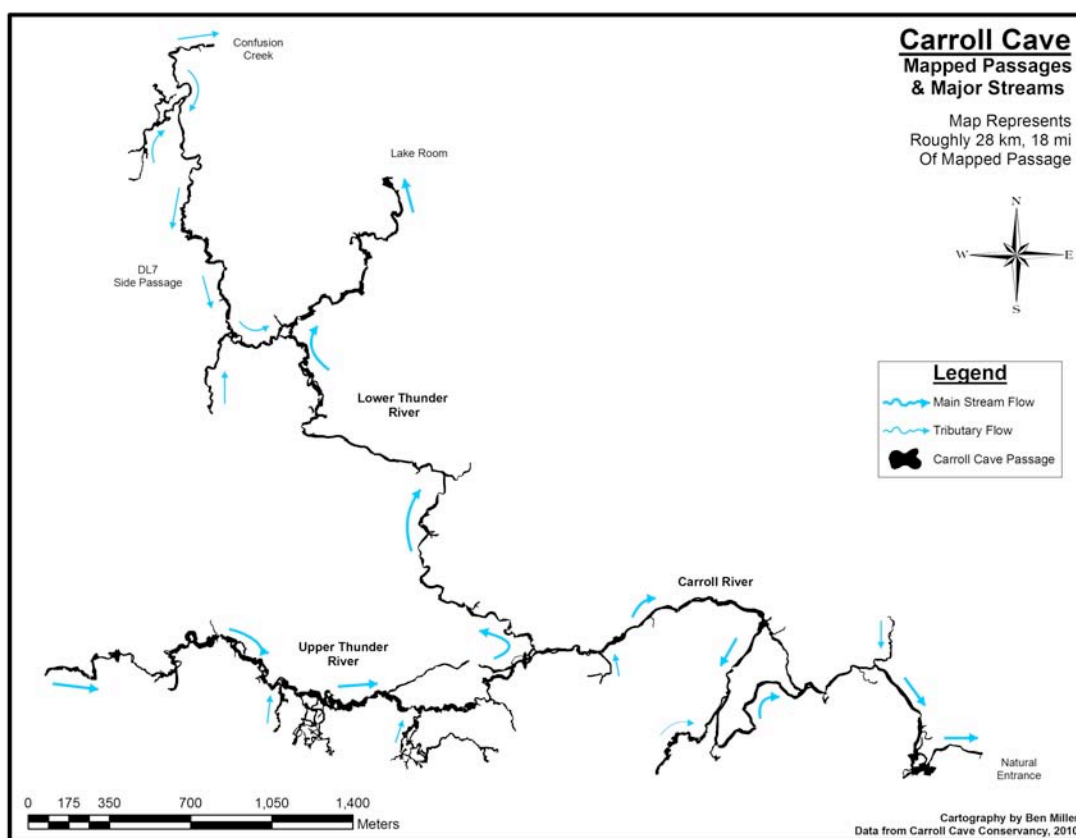 Carroll Cave
Mapped Passages
& Major Streams
Map Represents
Roughly 28 km, 18 mi
Of Mapped Passage
Confusion
Creek
Lake Room
N
W
E
S
DL7
Side Passage
Legend
Main Stream Flow
Tributary Flow
Carroll Cave Passage
Lower Thunder
River
Carroll River
Upper Thunder
River
Natural
Entrance
0 175 350 700 1,050 1,400
Meters
Cartography by Ben Miller
Data from Carroll Cave Conservancy, 2010